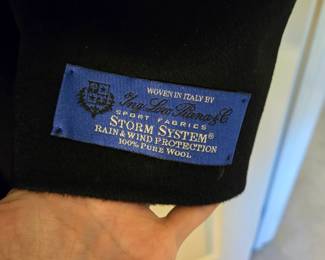 WOVEN IN ITALY BY
Ing. Loro Piana & C.
SPORT FABRICS
STORM SYSTEM®
RAIN & WIND PROTECTION
100% PURE WOOL